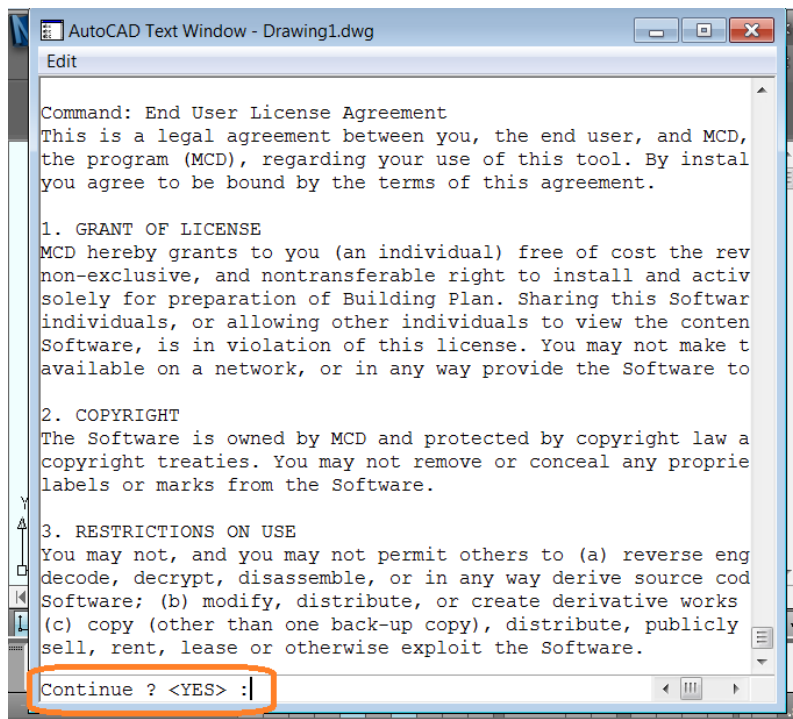 AutoCAD Text Window - Drawing1.dwg
Edit
Command: End User License Agreement
This is a legal agreement between you, the end user, and MCD,
the program (MCD), regarding your use of this tool. By instal
you agree to be bound by the terms of this agreement.
1. GRANT OF LICENSE
MCD hereby grants to you (an individual) free of cost the rev
non-exclusive, and nontransferable right to install and activ
solely for preparation of Building Plan. Sharing this Softwar
individuals, or allowing other individuals to view the conten
Software, is in violation of this license. You may not make t
available on a network, or in any way provide the Software to
2. COPYRIGHT
The Software is owned by MCD and protected by copyright law a
copyright treaties. You may not remove or conceal any proprie
labels or marks from the Software.
3. RESTRICTIONS ON USE
You may not, and you may not permit others to (a) reverse eng
decode, decrypt, disassemble, or in any way derive source cod
Software; (b) modify, distribute, or create derivative works
(c) copy (other than one back-up copy), distribute, publicly
sell, rent, lease or otherwise exploit the Software.
Continue ? <YES> :
Y